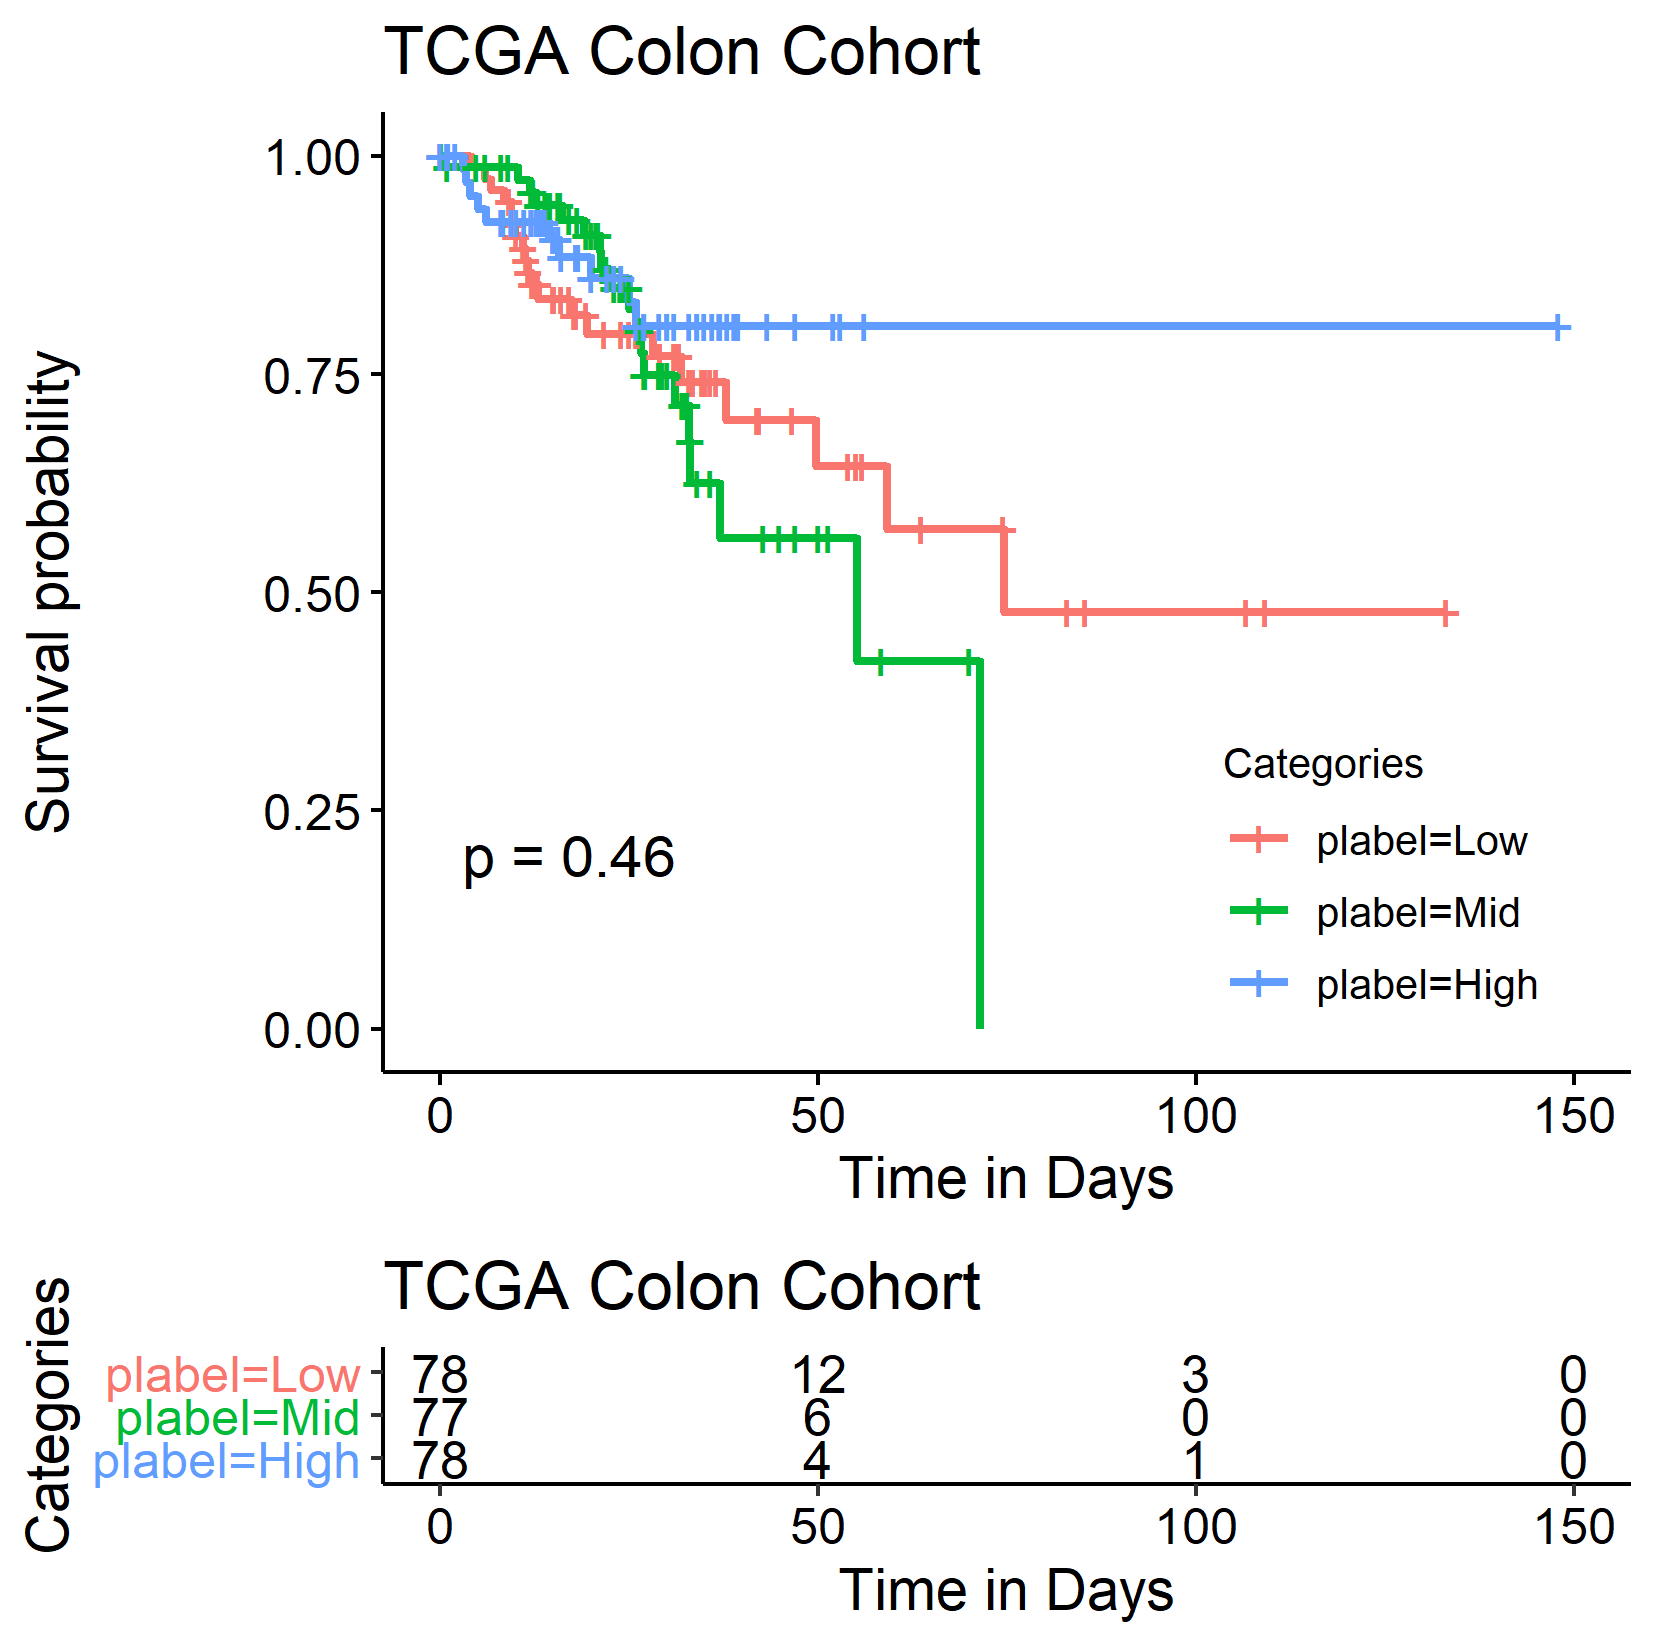 TCGA Colon Cohort
Survival probability
1.00
0.75
0.50
0.25
0.00
p = 0.46
Categories
plabel=Low
plabel=Mid
plabel=High
0 50 100 150
Time in Days
TCGA Colon Cohort
Categories
plabel=Low 78 12 3 0
plabel=Mid 77 6 0 0
plabel=High 78 4 1 0
0 50 100 150
Time in Days